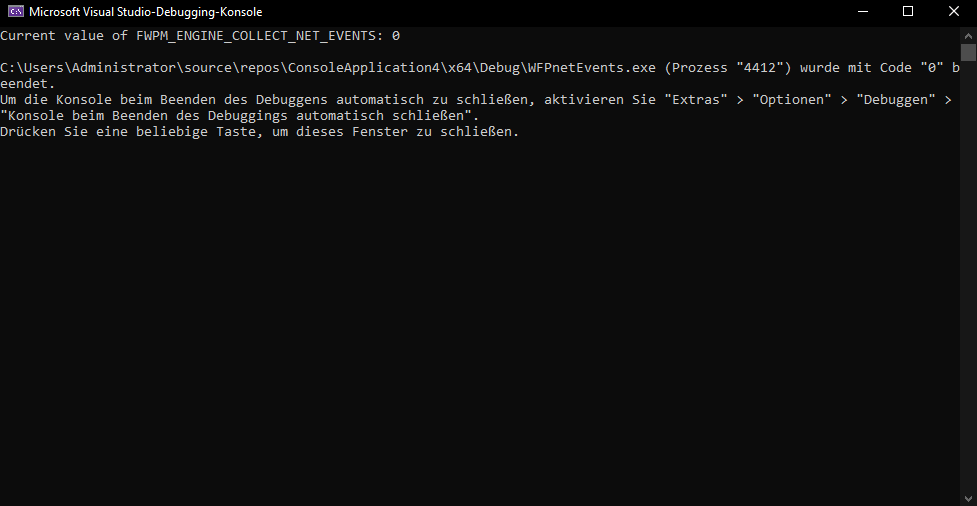 C:\ Microsoft Visual Studio-Debugging-Konsole
Current value of FWPM_ENGINE_COLLECT_NET_EVENTS: 0
C:\Users\Administrator\source\repos\ConsoleApplication4\x64\Debug\WFPnetEvents.exe (Prozess "4412") wurde mit Code "0" b
eendet.
Um die Konsole beim Beenden des Debuggens automatisch zu schließen, aktivieren Sie "Extras" > "Optionen" > "Debuggen" >
"Konsole beim Beenden des Debuggings automatisch schließen".
Drücken Sie eine beliebige Taste, um dieses Fenster zu schließen.